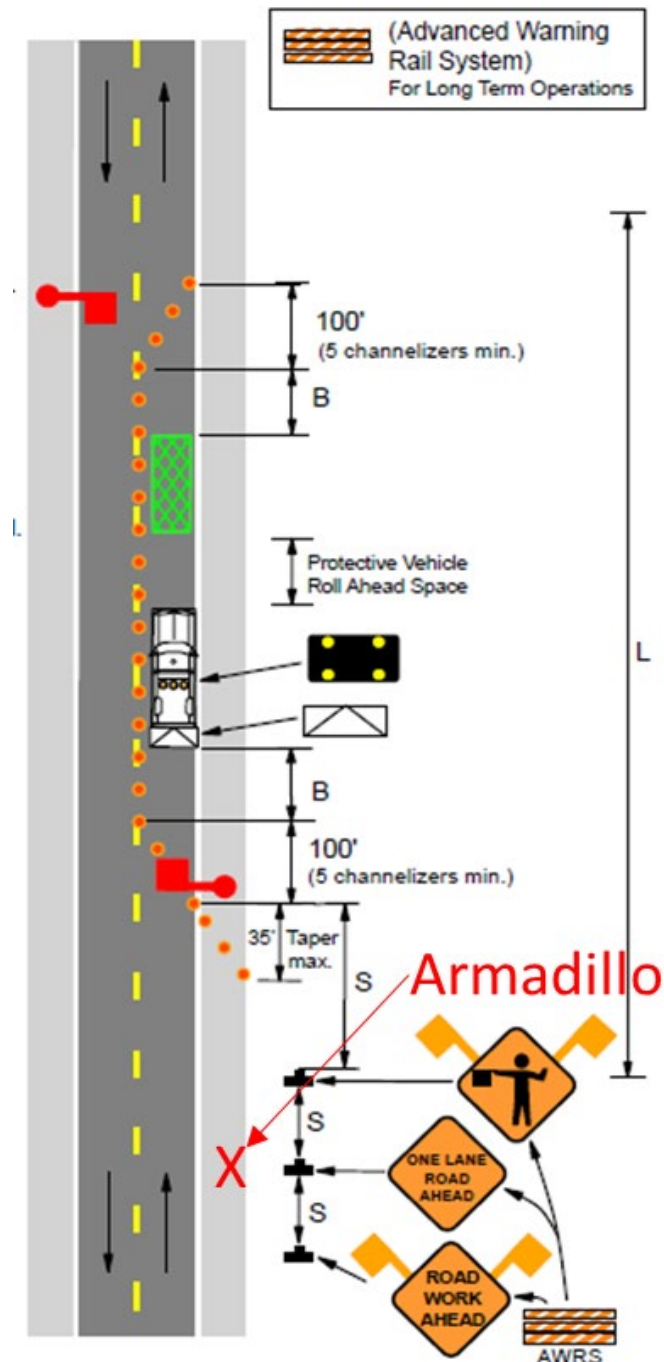 (Advanced Warning
Rail System)
For Long Term Operations
100'
(5 channelizers min.)
B
Protective Vehicle
Roll Ahead Space
L
B
100'
(5 channelizers min.)
35' Taper
max.
S
Armadillo
S
X
ONE LANE
ROAD
AHEAD
S
ROAD
WORK
AHEAD
AWRS